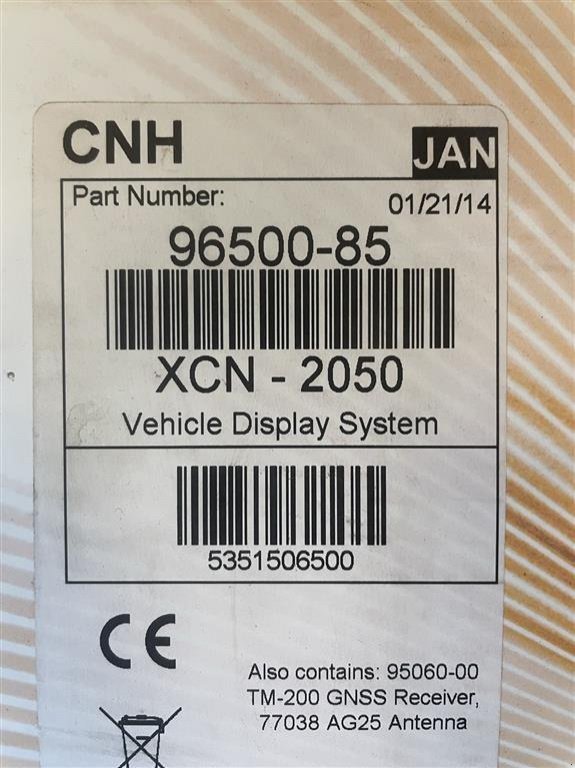 CNH
JAN
Part Number:
01/21/14
96500-85
XCN - 2050
Vehicle Display System
5351506500
CE
Also contains: 95060-00
TM-200 GNSS Receiver,
77038 AG25 Antenna